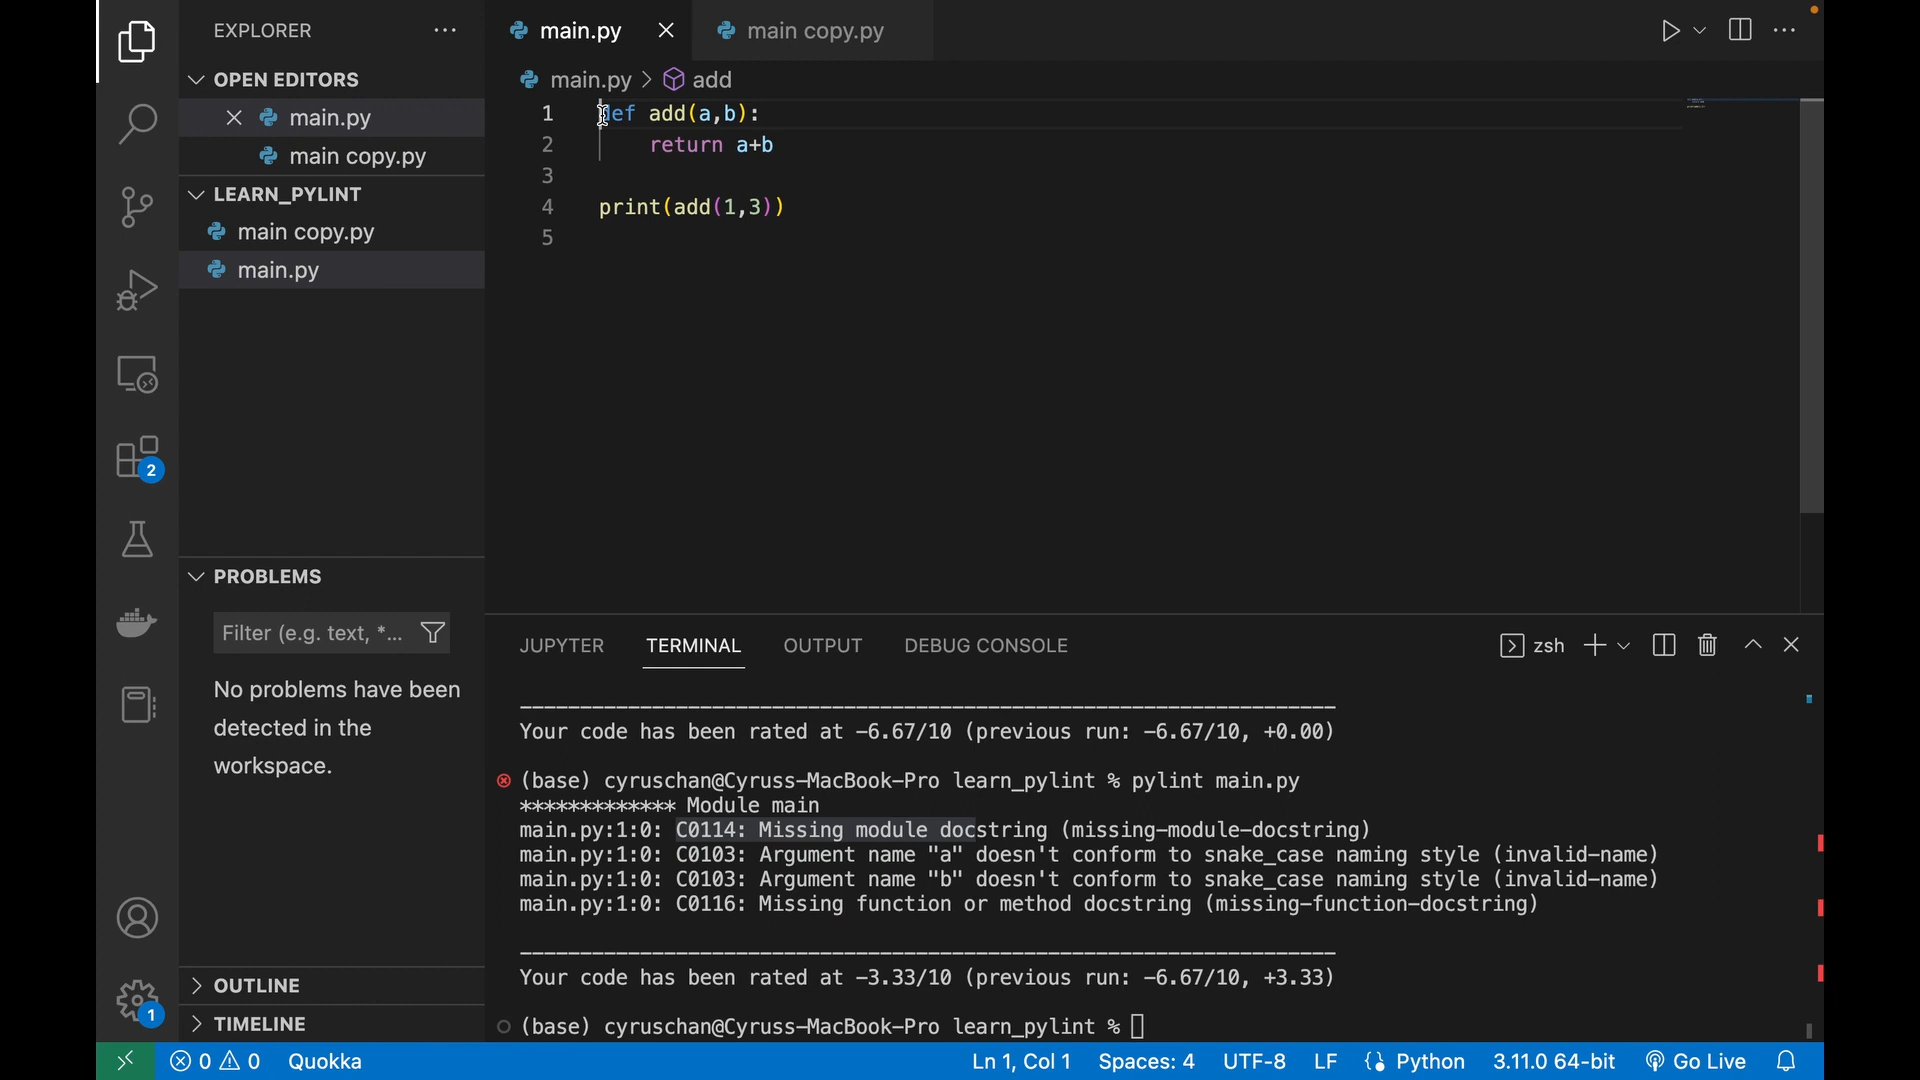 EXPLORER
OPEN EDITORS
main.py
main copy.py
LEARN_PYLINT
main copy.py
main.py
PROBLEMS
Filter (e.g. text, *...
No problems have been
detected in the
workspace.
OUTLINE
TIMELINE
2
1
main.py
main copy.py
main.py > add
1 def add(a,b):
2 return a+b
3
4 print(add(1,3))
5
JUPYTER TERMINAL OUTPUT DEBUG CONSOLE
zsh
Your code has been rated at -6.67/10 (previous run: -6.67/10, +0.00)
(base) cyruschan@Cyruss-MacBook-Pro learn_pylint % pylint main.py
************* Module main
main.py:1:0: C0114: Missing module docstring (missing-module-docstring)
main.py:1:0: C0103: Argument name "a" doesn't conform to snake_case naming style (invalid-name)
main.py:1:0: C0103: Argument name "b" doesn't conform to snake_case naming style (invalid-name)
main.py:1:0: C0116: Missing function or method docstring (missing-function-docstring)
Your code has been rated at -3.33/10 (previous run: -6.67/10, +3.33)
(base) cyruschan@Cyruss-MacBook-Pro learn_pylint %
0 0 Quokka
Ln 1, Col 1 Spaces: 4 UTF-8 LF Python 3.11.0 64-bit Go Live